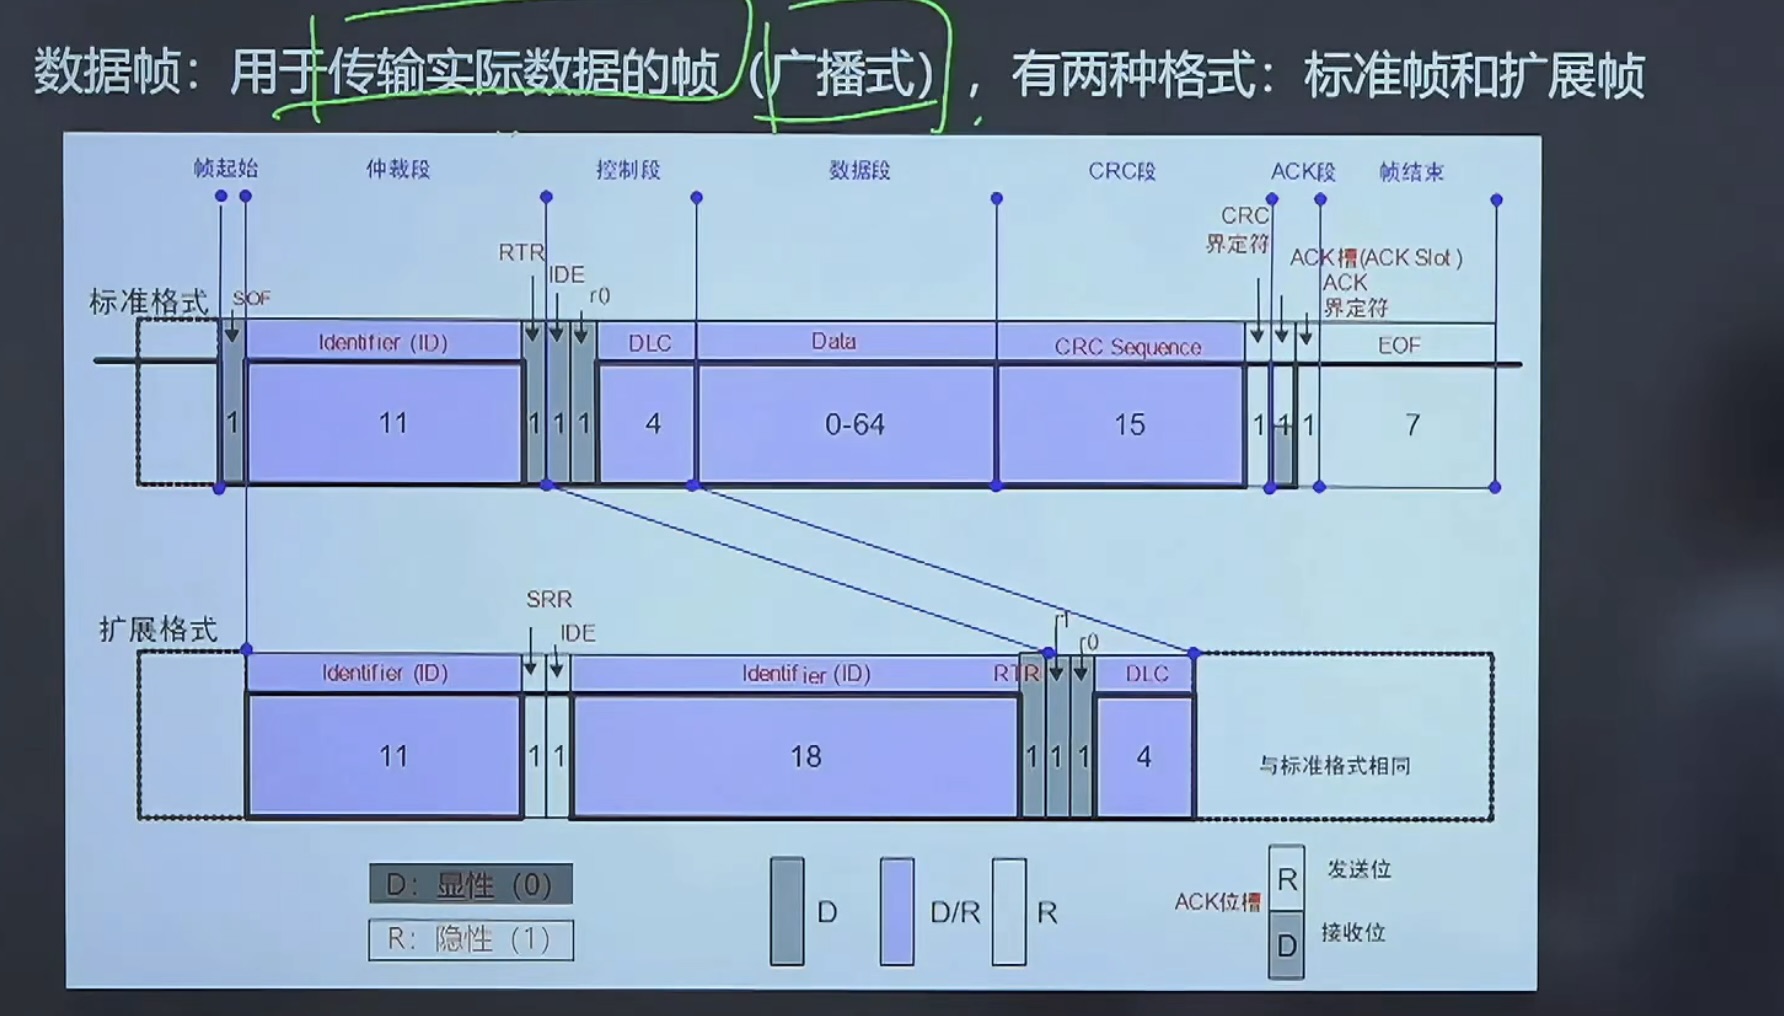 数据帧：用于传输实际数据的帧（广播式），有两种格式：标准帧和扩展帧
帧起始 仲裁段 控制段 数据段 CRC段 ACK段 帧结束
CRC
界定符
RTR
IDE
r0
ACK槽(ACK Slot)
ACK
界定符
标准格式
SOF
Identifier (ID) DLC Data CRC Sequence EOF
1 11 1 1 1 4 0-64 15 1 1 1 7
SRR
IDE
r1
r0
扩展格式
Identifier (ID) Identifier (ID) RTR DLC
11 1 1 18 1 1 1 4 与标准格式相同
D：显性（0）
R：隐性（1）
D D/R R
ACK位槽
R 发送位
D 接收位